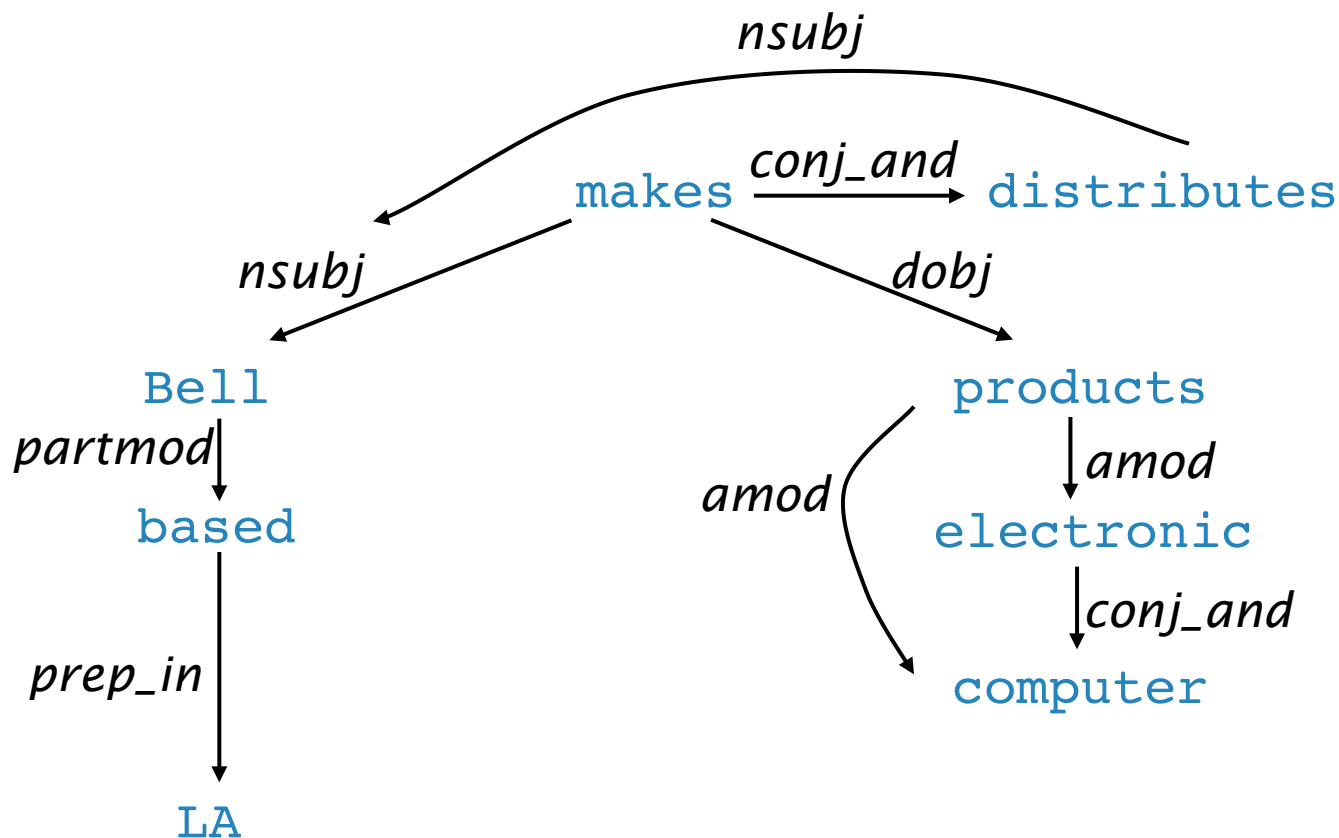 nsubj
conj_and
makes distributes
nsubj dobj
Bell products
partmod amod
amod
based electronic
conj_and
prep_in computer
LA